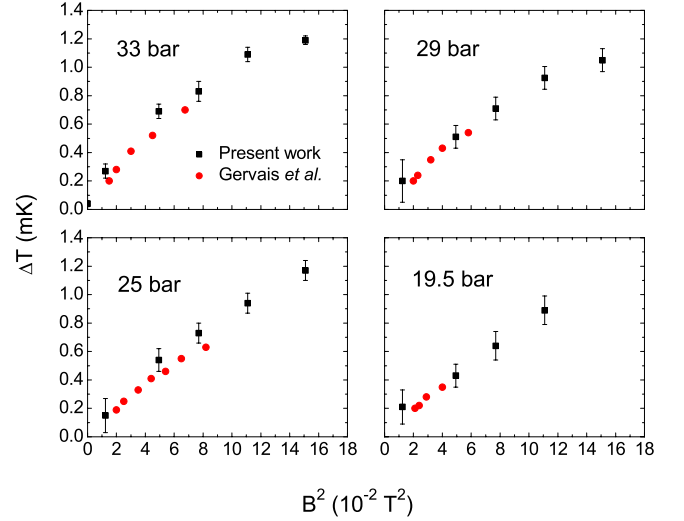 1.4
1.2
1.0
0.8
0.6
0.4
0.2
0.0
33 bar
Present work
Gervais et al.
29 bar
ΔT (mK)
1.4
1.2
1.0
0.8
0.6
0.4
0.2
0.0
25 bar
0 2 4 6 8 10 12 14 16 18
19.5 bar
2 4 6 8 10 12 14 16 18
B² (10⁻² T²)